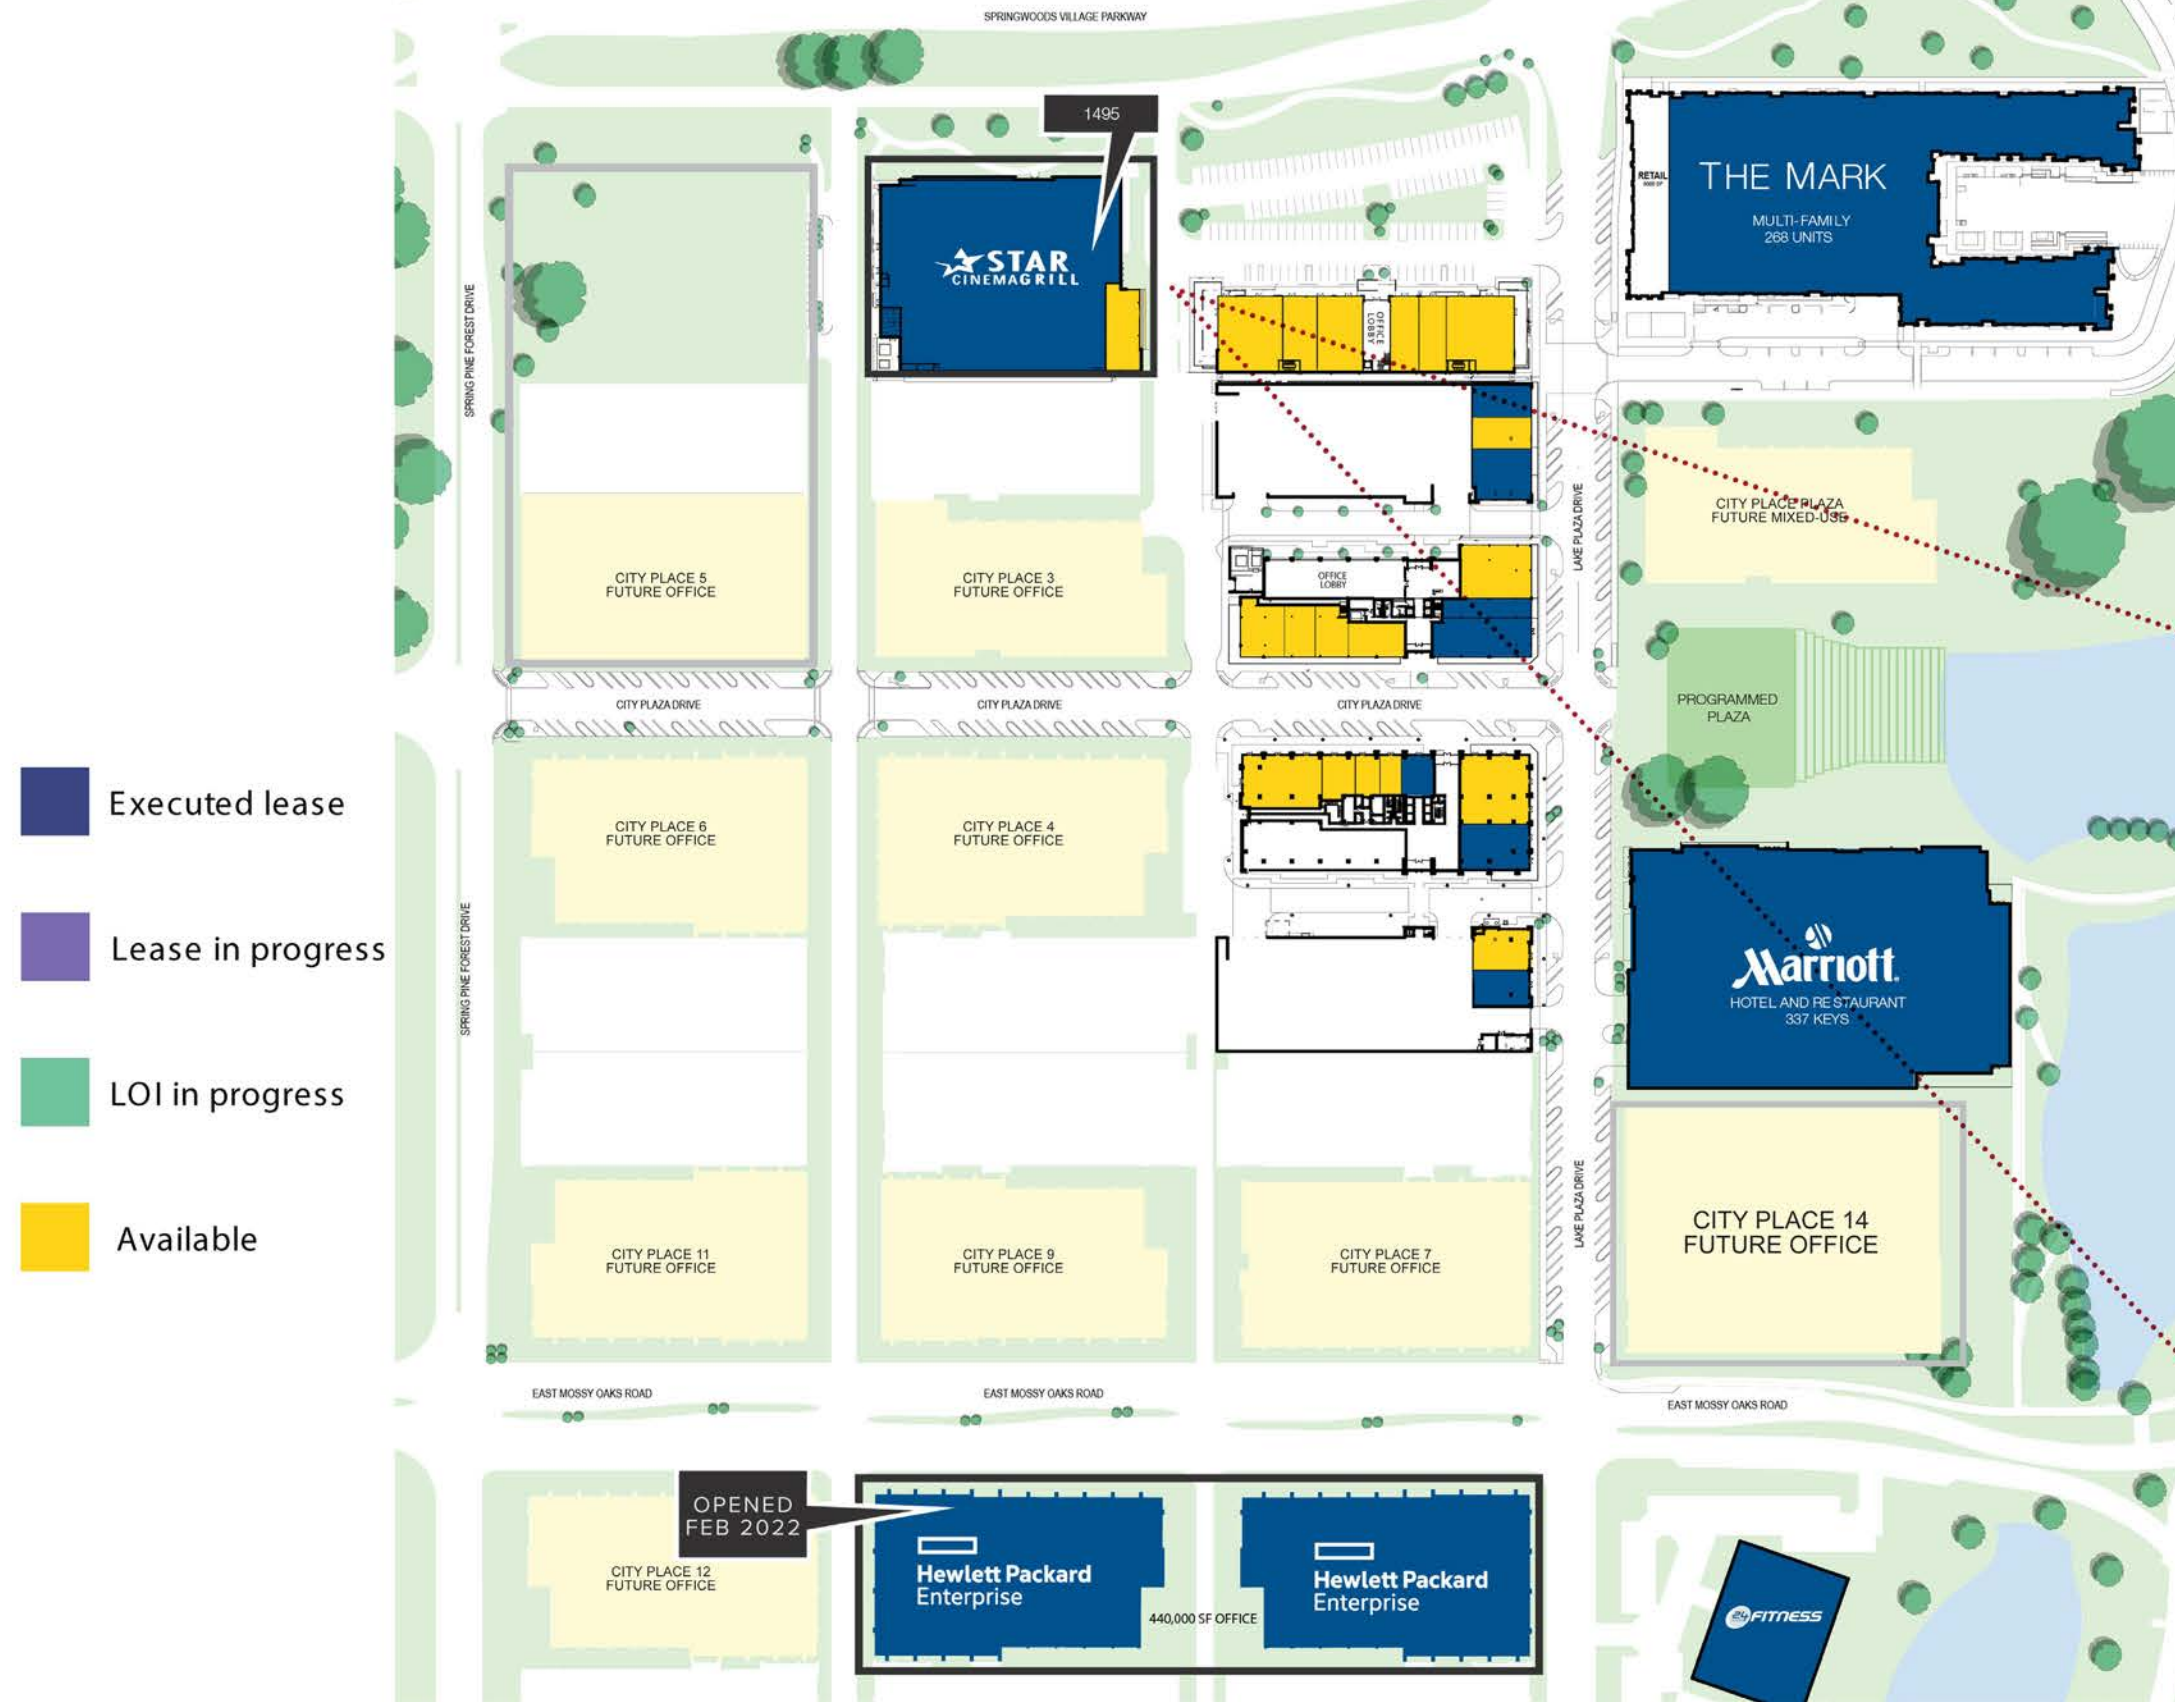 SPRINGWOODS VILLAGE PARKWAY
1495
STAR
CINEMAGRILL
RETAIL
THE MARK
MULTI-FAMILY
268 UNITS
OFFICE
LOBBY
SPRING PINE FOREST DRIVE
LAKE PLAZA DRIVE
CITY PLACE PLAZA
FUTURE MIXED-USE
CITY PLACE 5
FUTURE OFFICE
CITY PLACE 3
FUTURE OFFICE
OFFICE
LOBBY
PROGRAMMED
PLAZA
CITY PLAZA DRIVE
CITY PLAZA DRIVE
CITY PLAZA DRIVE
Executed lease
Lease in progress
LOI in progress
Available
CITY PLACE 6
FUTURE OFFICE
CITY PLACE 4
FUTURE OFFICE
SPRING PINE FOREST DRIVE
Marriott
HOTEL AND RESTAURANT
337 KEYS
LAKE PLAZA DRIVE
CITY PLACE 11
FUTURE OFFICE
CITY PLACE 9
FUTURE OFFICE
CITY PLACE 7
FUTURE OFFICE
CITY PLACE 14
FUTURE OFFICE
EAST MOSSY OAKS ROAD
EAST MOSSY OAKS ROAD
EAST MOSSY OAKS ROAD
OPENED
FEB 2022
CITY PLACE 12
FUTURE OFFICE
Hewlett Packard
Enterprise
440,000 SF OFFICE
Hewlett Packard
Enterprise
24 FITNESS